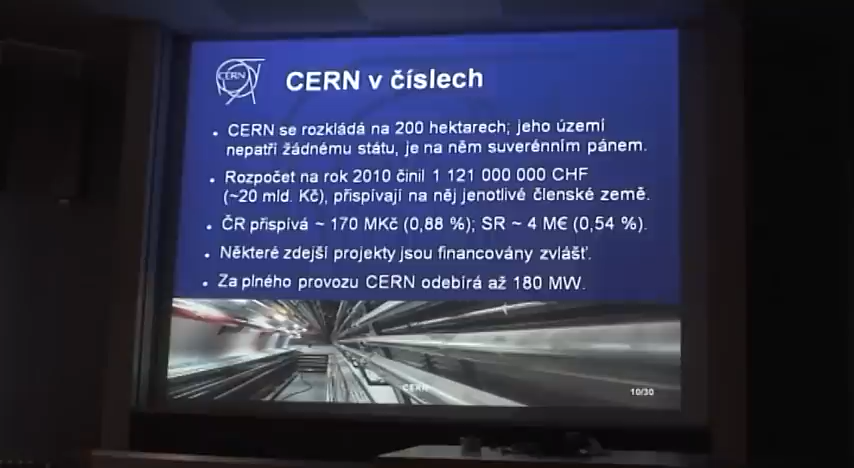 CERN
CERN v číslech
• CERN se rozkládá na 200 hektarech; jeho území
nepatří žádnému státu, je na něm suverénním pánem.
• Rozpočet na rok 2010 činil 1 121 000 000 CHF
(~20 mld. Kč), přispívají na něj jenotlivé členské země.
• ČR přispívá ~ 170 MKč (0,88 %); SR ~ 4 M€ (0,54 %).
• Některé zdejší projekty jsou financovány zvlášť.
• Za plného provozu CERN odebírá až 180 MW.
CERN
10/30